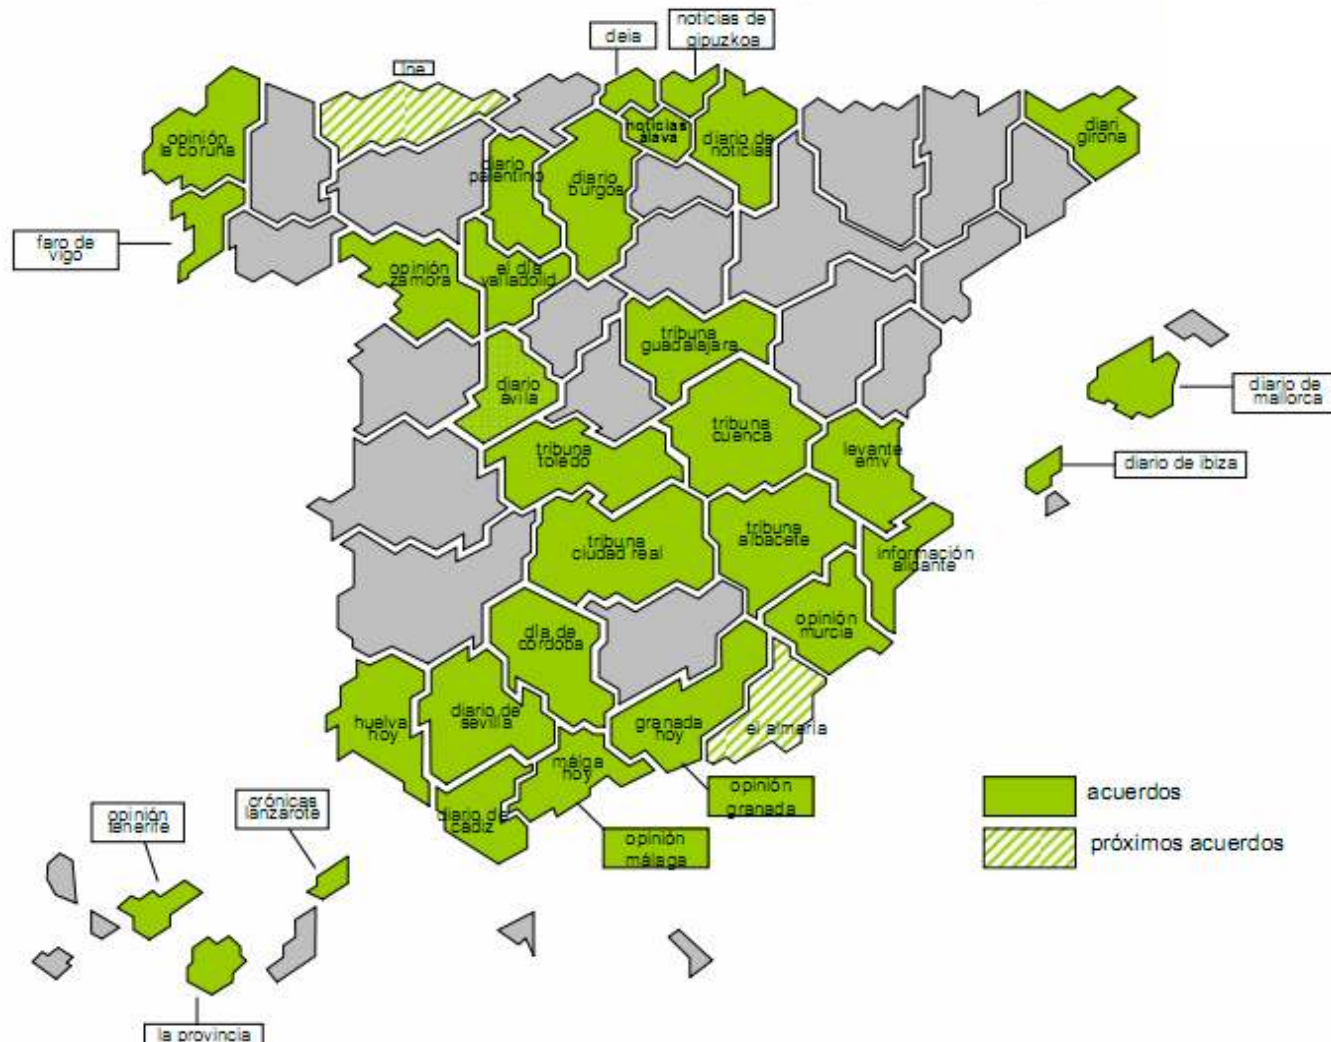 noticias de
gipuzkoa
deia
lne
opinión
la coruña
noticias
alava
diario de
noticias
diari
girona
diario
palentino
diario
burgos
faro de
vigo
opinión
zamora
el día
valladolid
tribuna
guadalajara
diario
avila
diario de
mallorca
tribuna
cuenca
tribuna
toledo
levante
emv
diario de ibiza
tribuna
ciudad real
tribuna
albacete
información
alicante
día de
córdoba
opinión
murcia
huelva
hoy
diario de
sevilla
granada
hoy
el almería
málga
hoy
diario de
cádiz
opinión
granada
opinión
málaga
acuerdos
próximos acuerdos
opinión
tenerife
crónicas
lanzarote
la provincia